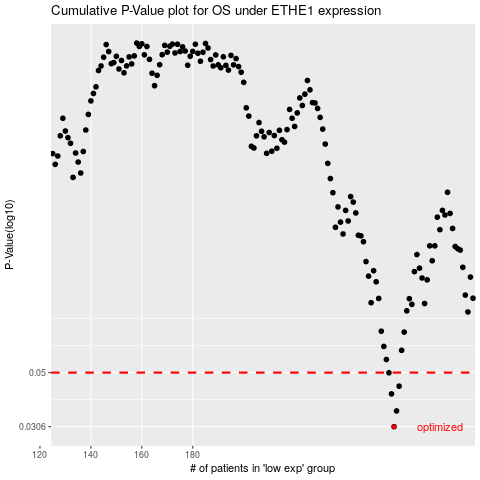 Cumulative P-Value plot for OS under ETHE1 expression
P-Value(log10)
0.05
0.0306
optimized
120 140 160 180
# of patients in 'low exp' group